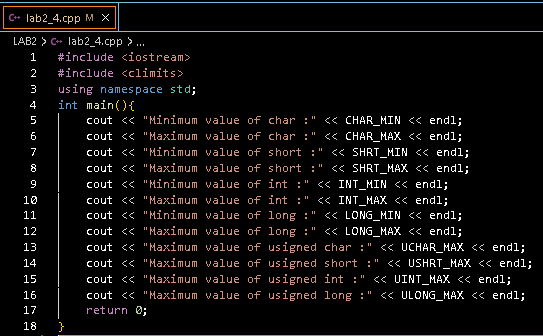 lab2_4.cpp M ×
LAB2 > lab2_4.cpp > ...
1 #include <iostream>
2 #include <climits>
3 using namespace std;
4 int main(){
5 cout << "Minimum value of char :" << CHAR_MIN << endl;
6 cout << "Maximum value of char :" << CHAR_MAX << endl;
7 cout << "Minimum value of short :" << SHRT_MIN << endl;
8 cout << "Maximum value of short :" << SHRT_MAX << endl;
9 cout << "Minimum value of int :" << INT_MIN << endl;
10 cout << "Maximum value of int :" << INT_MAX << endl;
11 cout << "Minimum value of long :" << LONG_MIN << endl;
12 cout << "Maximum value of long :" << LONG_MAX << endl;
13 cout << "Maximum value of usigned char :" << UCHAR_MAX << endl;
14 cout << "Maximum value of usigned short :" << USHRT_MAX << endl;
15 cout << "Maximum value of usigned int :" << UINT_MAX << endl;
16 cout << "Maximum value of usigned long :" << ULONG_MAX << endl;
17 return 0;
18 }